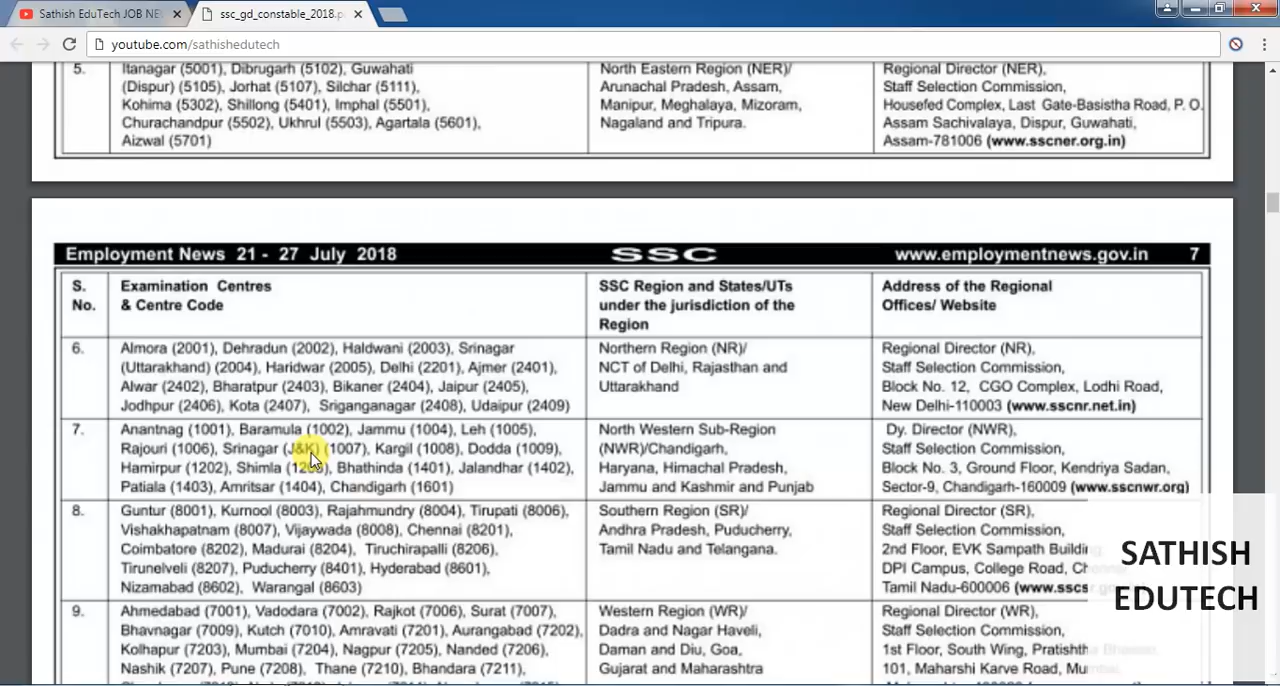 Sathish EduTech JOB NE
ssc_gd_constable_2018.p
youtube.com/sathishedutech
5.
Itanagar (5001), Dibrugarh (5102), Guwahati
(Dispur) (5105), Jorhat (5107), Silchar (5111),
Kohima (5302), Shillong (5401), Imphal (5501),
Churachandpur (5502), Ukhrul (5503), Agartala (5601),
Aizwal (5701)
North Eastern Region (NER)/
Arunachal Pradesh, Assam,
Manipur, Meghalaya, Mizoram,
Nagaland and Tripura.
Regional Director (NER),
Staff Selection Commission,
Housefed Complex, Last Gate-Basistha Road, P. O.
Assam Sachivalaya, Dispur, Guwahati,
Assam-781006 (www.sscner.org.in)
Employment News 21 - 27 July 2018 SSC www.employmentnews.gov.in 7
S.
No.
Examination Centres
& Centre Code
SSC Region and States/UTs
under the jurisdiction of the
Region
Address of the Regional
Offices/ Website
6.
Almora (2001), Dehradun (2002), Haldwani (2003), Srinagar
(Uttarakhand) (2004), Haridwar (2005), Delhi (2201), Ajmer (2401),
Alwar (2402), Bharatpur (2403), Bikaner (2404), Jaipur (2405),
Jodhpur (2406), Kota (2407), Sriganganagar (2408), Udaipur (2409)
Northern Region (NR)/
NCT of Delhi, Rajasthan and
Uttarakhand
Regional Director (NR),
Staff Selection Commission,
Block No. 12, CGO Complex, Lodhi Road,
New Delhi-110003 (www.sscnr.net.in)
7.
Anantnag (1001), Baramula (1002), Jammu (1004), Leh (1005),
Rajouri (1006), Srinagar (J&K) (1007), Kargil (1008), Dodda (1009),
Hamirpur (1202), Shimla Bhathinda (1401), Jalandhar (1402),
Patiala (1403), Amritsar (1404), Chandigarh (1601)
North Western Sub-Region
(NWR)/Chandigarh,
Haryana, Himachal Pradesh,
Jammu and Kashmir and Punjab
Dy. Director (NWR),
Staff Selection Commission,
Block No. 3, Ground Floor, Kendriya Sadan,
Sector-9, Chandigarh-160009 (www.sscnwr.org)
8.
Guntur (8001), Kurnool (8003), Rajahmundry (8004), Tirupati (8006),
Vishakhapatnam (8007), Vijaywada (8008), Chennai (8201),
Coimbatore (8202), Madurai (8204), Tiruchirapalli (8206),
Tirunelveli (8207), Puducherry (8401), Hyderabad (8601),
Nizamabad (8602), Warangal (8603)
Southern Region (SR)/
Andhra Pradesh, Puducherry,
Tamil Nadu and Telangana.
Regional Director (SR),
Staff Selection Commission,
2nd Floor, EVK Sampath Building
DPI Campus, College Road,
Tamil Nadu-600006
9.
Ahmedabad (7001), Vadodara (7002), Rajkot (7006), Surat (7007),
Bhavnagar (7009), Kutch (7010), Amravati (7201), Aurangabad (7202),
Kolhapur (7203), Mumbai (7204), Nagpur (7205), Nanded (7206),
Nashik (7207), Pune (7208), Thane (7210), Bhandara (7211),
Western Region (WR)/
Dadra and Nagar Haveli,
Daman and Diu, Goa,
Gujarat and Maharashtra
Regional Director (WR),
Staff Selection Commission,
1st Floor, South Wing, Pratishtha Bhawan,
101, Maharshi Karve Road, Mumbai,
SATHISH
EDUTECH